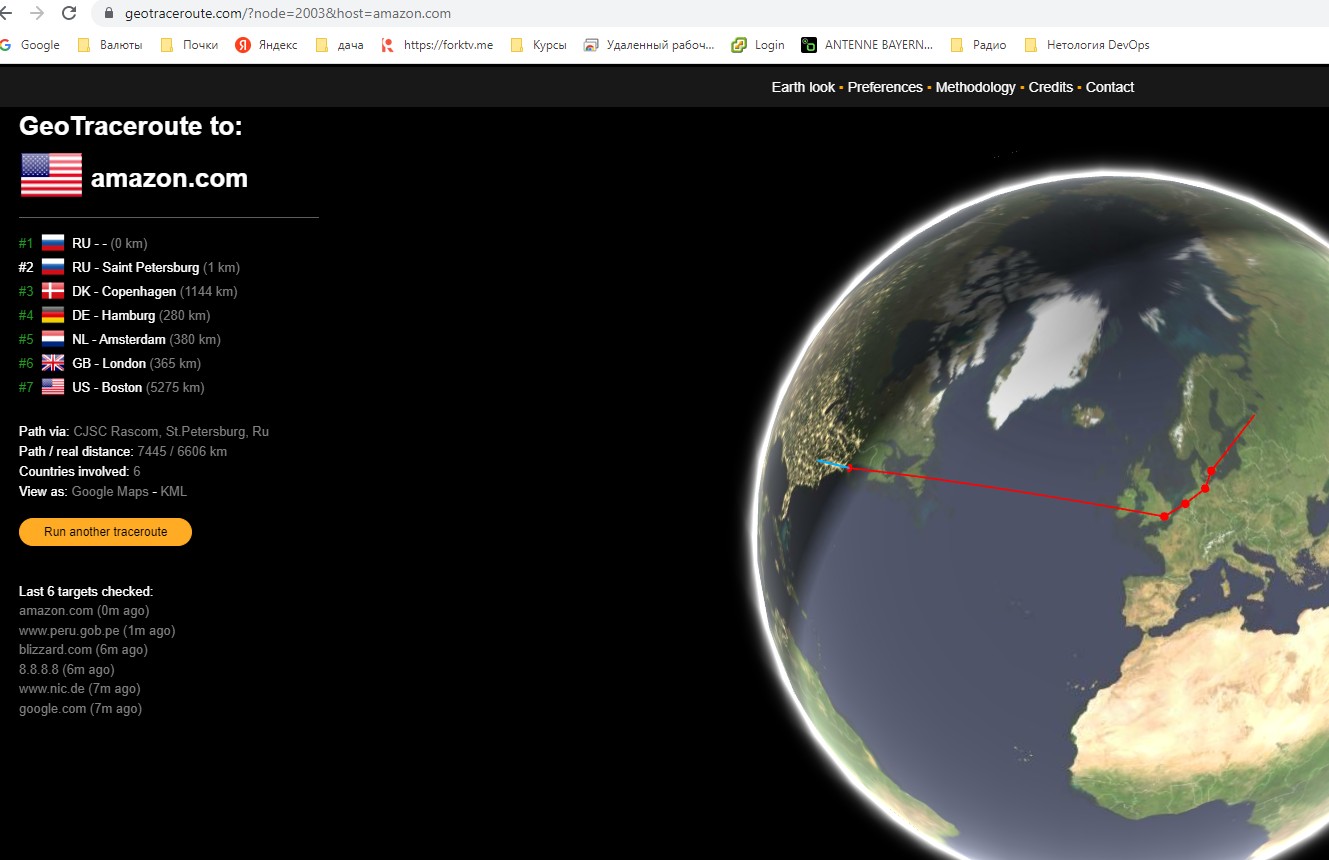 geotraceroute.com/?node=2003&host=amazon.com
Google Валюты Почки Яндекс дача https://forktv.me Курсы Удаленный рабоч... Login ANTENNE BAYERN... Радио Нетология DevOps
Earth look ▪ Preferences ▪ Methodology ▪ Credits ▪ Contact
GeoTraceroute to:
amazon.com
#1 RU - - (0 km)
#2 RU - Saint Petersburg (1 km)
#3 DK - Copenhagen (1144 km)
#4 DE - Hamburg (280 km)
#5 NL - Amsterdam (380 km)
#6 GB - London (365 km)
#7 US - Boston (5275 km)
Path via: CJSC Rascom, St.Petersburg, Ru
Path / real distance: 7445 / 6606 km
Countries involved: 6
View as: Google Maps - KML
Run another traceroute
Last 6 targets checked:
amazon.com (0m ago)
www.peru.gob.pe (1m ago)
blizzard.com (6m ago)
8.8.8.8 (6m ago)
www.nic.de (7m ago)
google.com (7m ago)